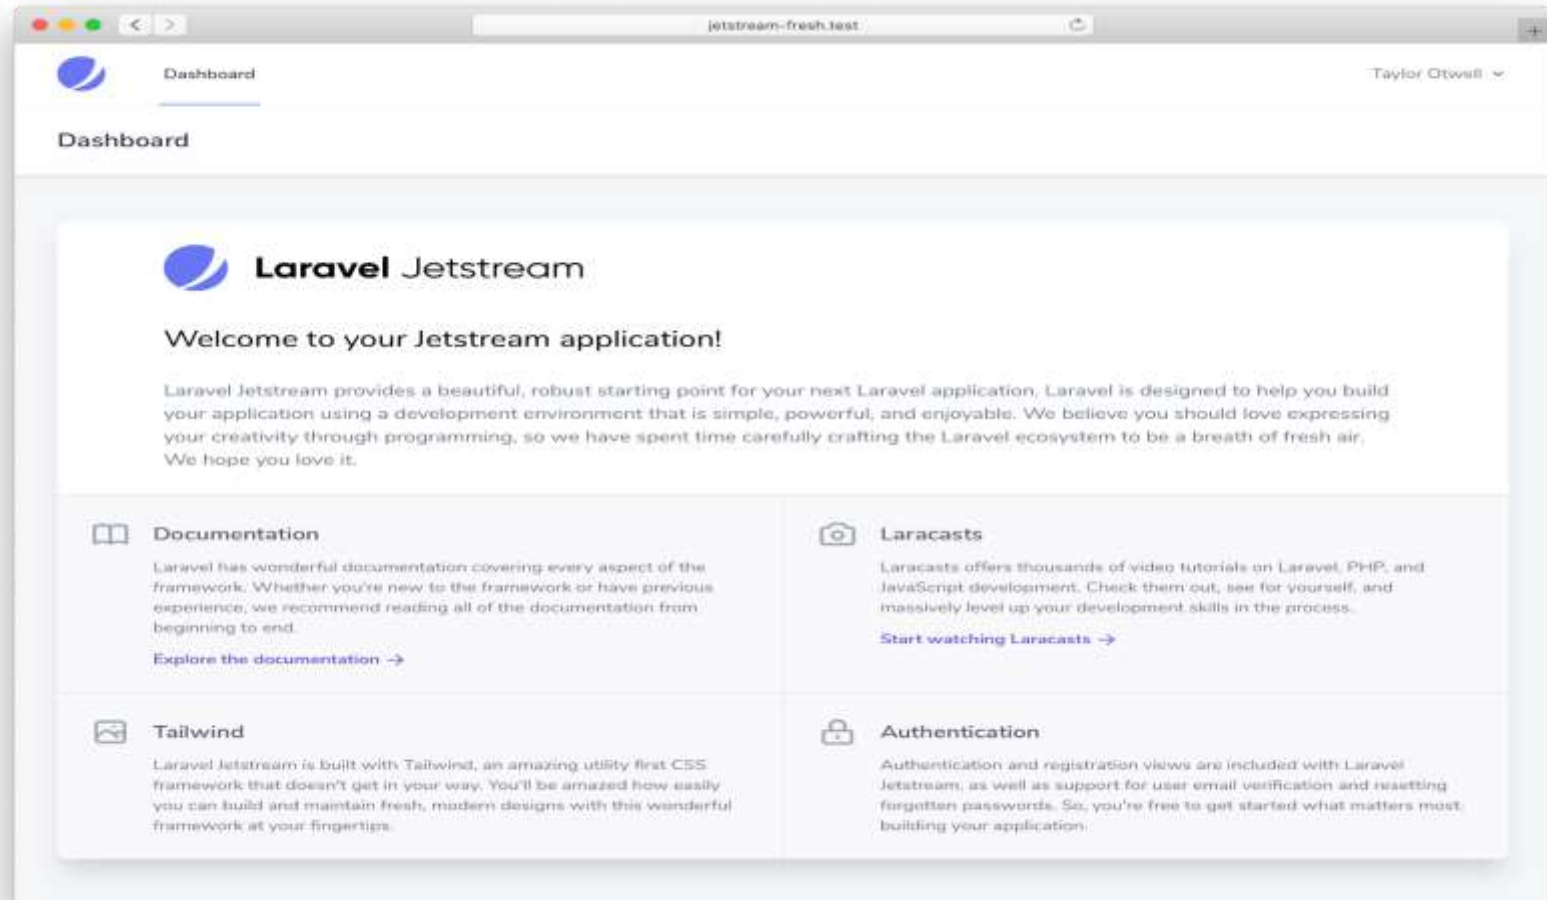 jetstream-fresh.test
Dashboard
Taylor Otwell
Dashboard
Laravel Jetstream
Welcome to your Jetstream application!
Laravel Jetstream provides a beautiful, robust starting point for your next Laravel application. Laravel is designed to help you build
your application using a development environment that is simple, powerful, and enjoyable. We believe you should love expressing
your creativity through programming, so we have spent time carefully crafting the Laravel ecosystem to be a breath of fresh air.
We hope you love it.
Documentation
Laravel has wonderful documentation covering every aspect of the
framework. Whether you're new to the framework or have previous
experience, we recommend reading all of the documentation from
beginning to end.
Explore the documentation →
Laracasts
Laracasts offers thousands of video tutorials on Laravel, PHP, and
JavaScript development. Check them out, see for yourself, and
massively level up your development skills in the process.
Start watching Laracasts →
Tailwind
Laravel Jetstream is built with Tailwind, an amazing utility first CSS
framework that doesn't get in your way. You'll be amazed how easily
you can build and maintain fresh, modern designs with this wonderful
framework at your fingertips.
Authentication
Authentication and registration views are included with Laravel
Jetstream, as well as support for user email verification and resetting
forgotten passwords. So, you're free to get started what matters most:
building your application.